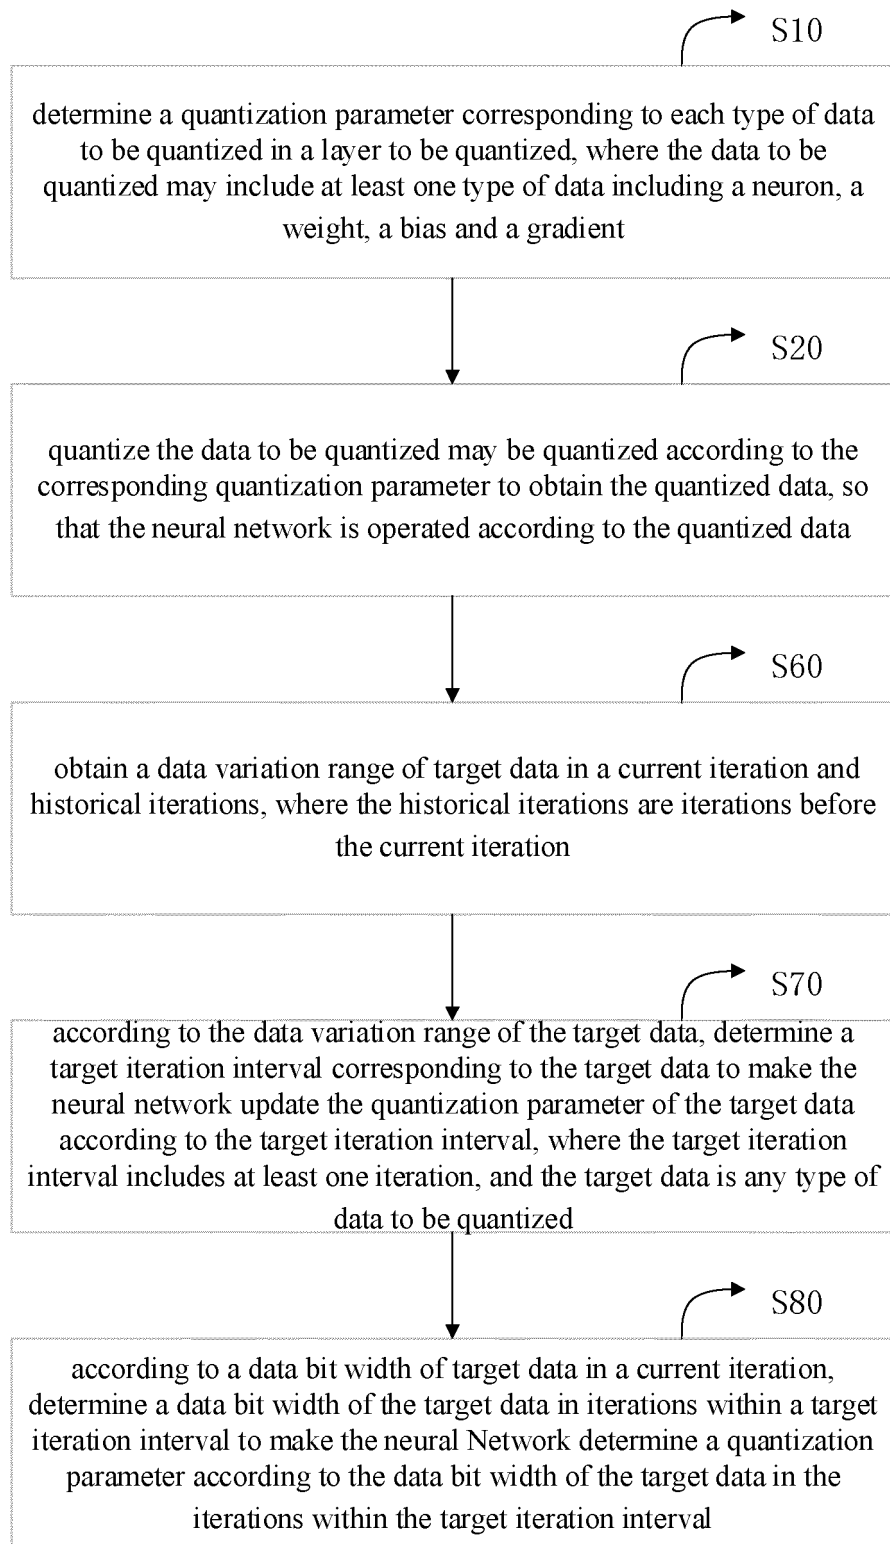 S10
determine a quantization parameter corresponding to each type of data
to be quantized in a layer to be quantized, where the data to be
quantized may include at least one type of data including a neuron, a
weight, a bias and a gradient
S20
quantize the data to be quantized may be quantized according to the
corresponding quantization parameter to obtain the quantized data, so
that the neural network is operated according to the quantized data
S60
obtain a data variation range of target data in a current iteration and
historical iterations, where the historical iterations are iterations before
the current iteration
S70
according to the data variation range of the target data, determine a
target iteration interval corresponding to the target data to make the
neural network update the quantization parameter of the target data
according to the target iteration interval, where the target iteration
interval includes at least one iteration, and the target data is any type of
data to be quantized
S80
according to a data bit width of target data in a current iteration,
determine a data bit width of the target data in iterations within a target
iteration interval to make the neural Network determine a quantization
parameter according to the data bit width of the target data in the
iterations within the target iteration interval